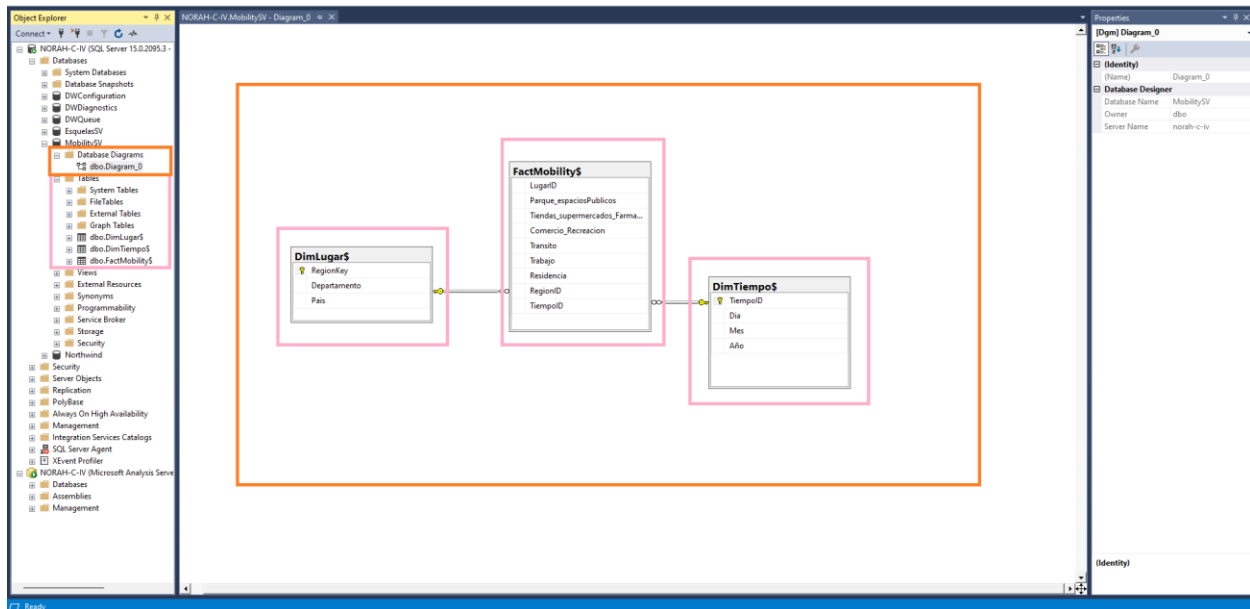 Object Explorer
Connect
NORAH-C-IV (SQL Server 15.0.2095.3 -
Databases
System Databases
Database Snapshots
DWConfiguration
DWDiagnostics
DWQueue
EsquelasSV
MobilitySV
Database Diagrams
dbo.Diagram_0
Tables
System Tables
FileTables
External Tables
Graph Tables
dbo.DimLugar$
dbo.DimTiempo$
dbo.FactMobility$
Views
External Resources
Synonyms
Programmability
Service Broker
Storage
Security
Northwind
Security
Server Objects
Replication
PolyBase
Always On High Availability
Management
Integration Services Catalogs
SQL Server Agent
XEvent Profiler
NORAH-C-IV (Microsoft Analysis Serve
Databases
Assemblies
Management
NORAH-C-IV.MobilitySV - Diagram_0
DimLugar$
RegionKey
Departamento
Pais
FactMobility$
LugarID
Parque_espaciosPublicos
Tiendas_supermercados_Farma...
Comercio_Recreacion
Transito
Trabajo
Residencia
RegionID
TiempoID
DimTiempo$
TiempoID
Dia
Mes
Año
Properties
[Dgm] Diagram_0
(Identity)
(Name) Diagram_0
Database Designer
Database Name MobilitySV
Owner dbo
Server Name norah-c-iv
(Identity)
Ready